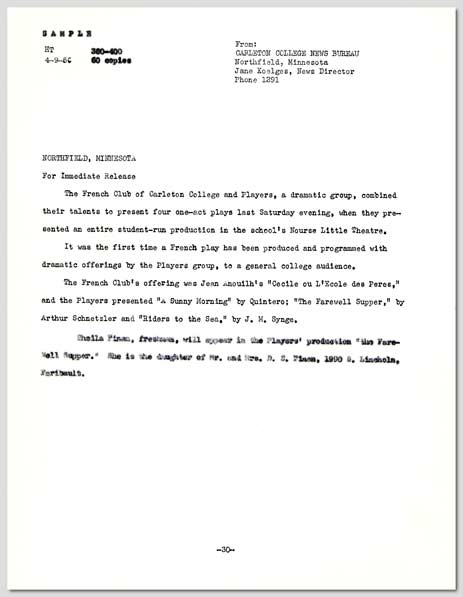 SAMPLE
From:
HT 380-400
CARLETON COLLEGE NEWS BUREAU
4-9-56 60 copies
Northfield, Minnesota
Jane Koelges, News Director
Phone 1291
NORTHFIELD, MINNESOTA
For Immediate Release
The French Club of Carleton College and Players, a dramatic group, combined
their talents to present four one-act plays last Saturday evening, when they pre-
sented an entire student-run production in the school's Nourse Little Theatre.
It was the first time a French play has been produced and programmed with
dramatic offerings by the Players group, to a general college audience.
The French Club's offering was Jean Anouilh's "Cecile ou L'Ecole des Peres,"
and the Players presented "A Sunny Morning" by Quintero; "The Farewell Supper," by
Arthur Schnetzler and "Riders to the Sea," by J. M. Synge.
Sheila Finan, freshman, will appear in the Players' production "the Fare-
Well Supper." She is the daughter of Mr. and Mrs. D. S. Finan, 1990 S. Lincoln,
Faribault.
--30--